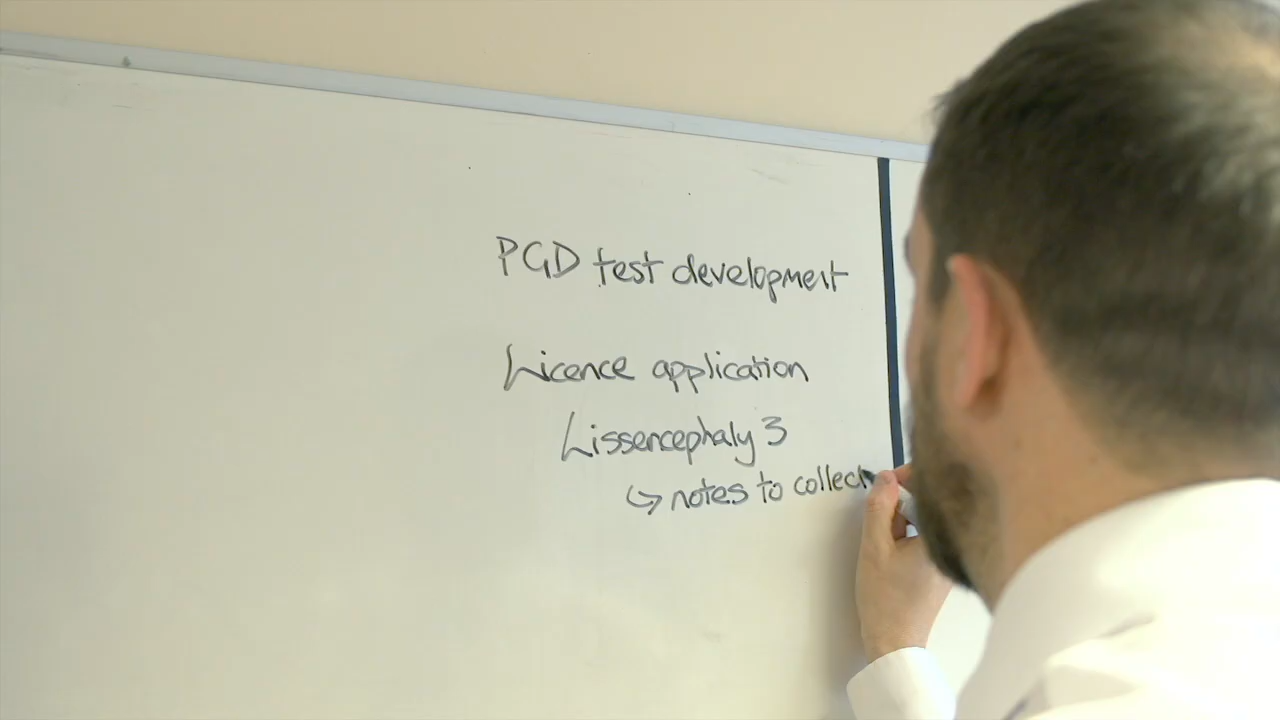 PGD test development
Licence application
Lissencephaly 3
↳ notes to collect